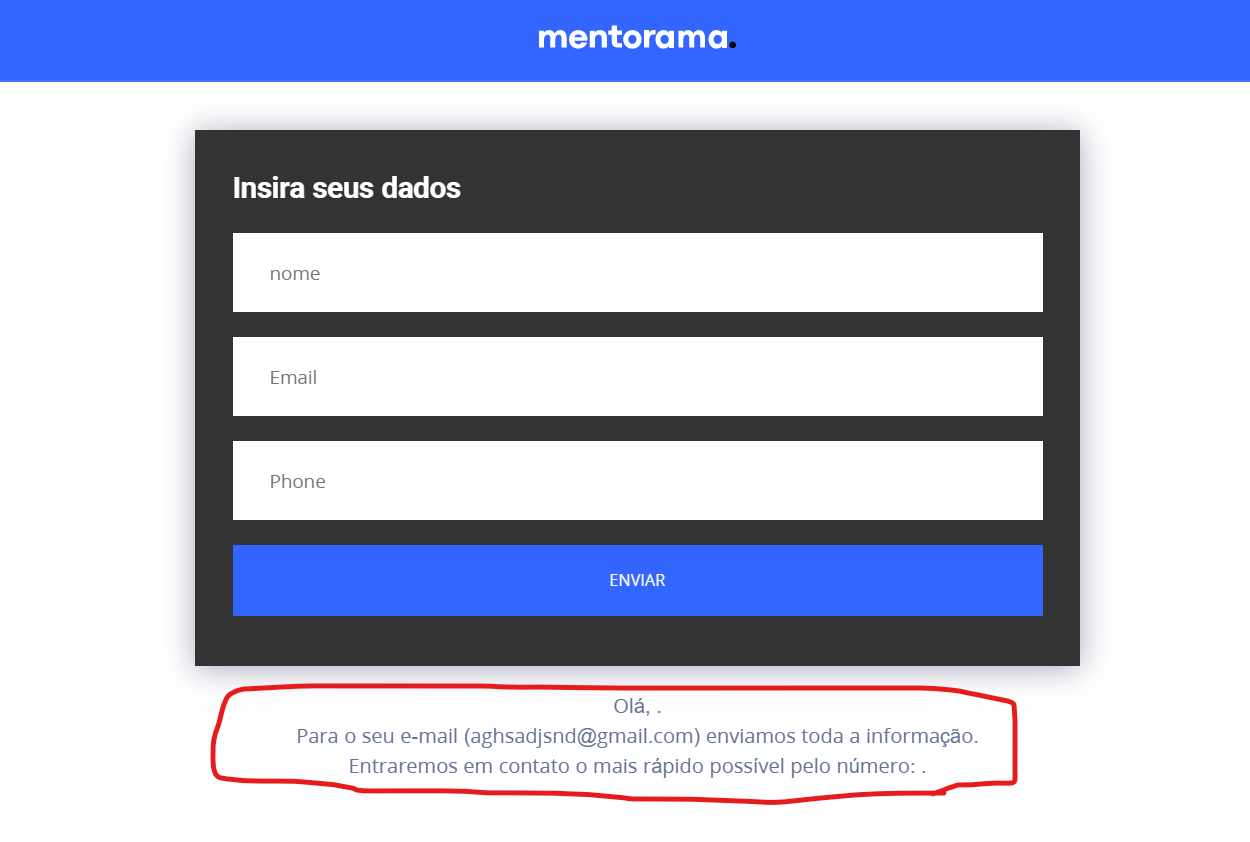 mentorama.
Insira seus dados
nome
Email
Phone
ENVIAR
Olá, .
Para o seu e-mail (aghsadjsnd@gmail.com) enviamos toda a informação.
Entraremos em contato o mais rápido possível pelo número: .